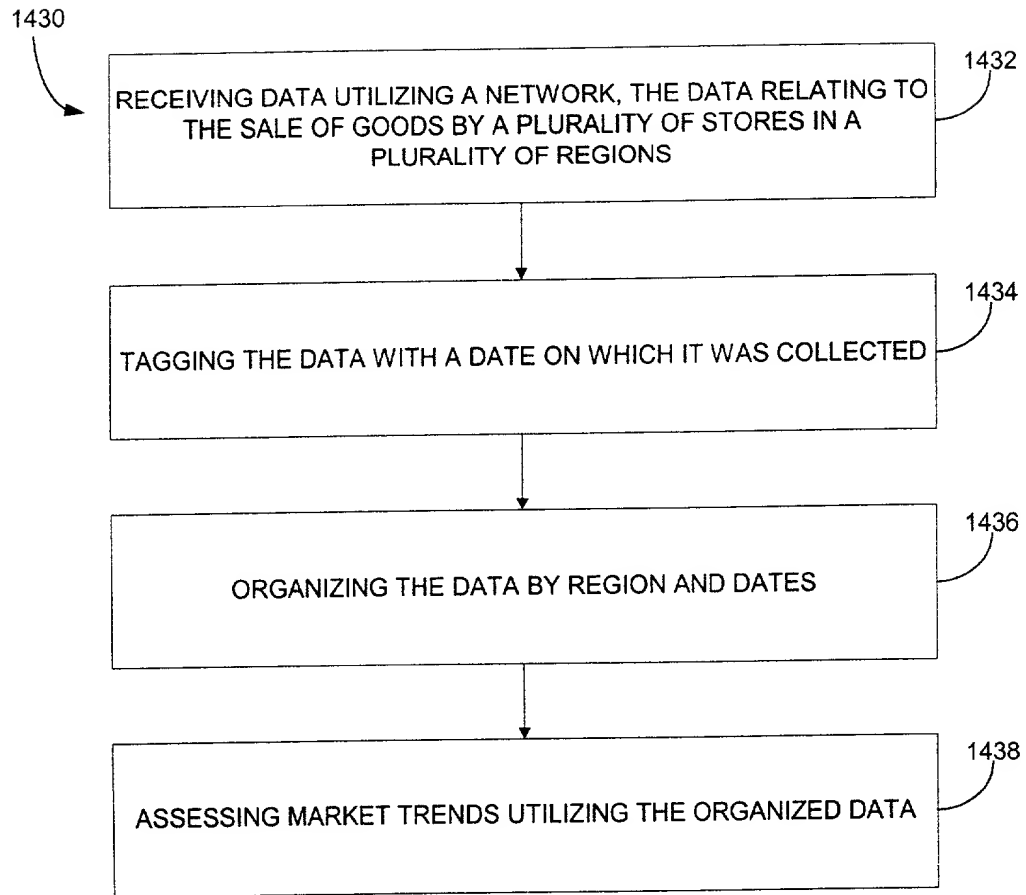 1430
1432
RECEIVING DATA UTILIZING A NETWORK, THE DATA RELATING TO
THE SALE OF GOODS BY A PLURALITY OF STORES IN A
PLURALITY OF REGIONS
1434
TAGGING THE DATA WITH A DATE ON WHICH IT WAS COLLECTED
1436
ORGANIZING THE DATA BY REGION AND DATES
1438
ASSESSING MARKET TRENDS UTILIZING THE ORGANIZED DATA